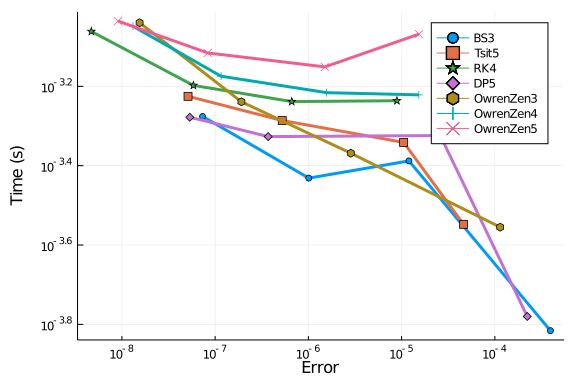 BS3
Tsit5
RK4
DP5
OwrenZen3
OwrenZen4
OwrenZen5
Time (s)
10^-3.2
10^-3.4
10^-3.6
10^-3.8
10^-8 10^-7 10^-6 10^-5 10^-4
Error